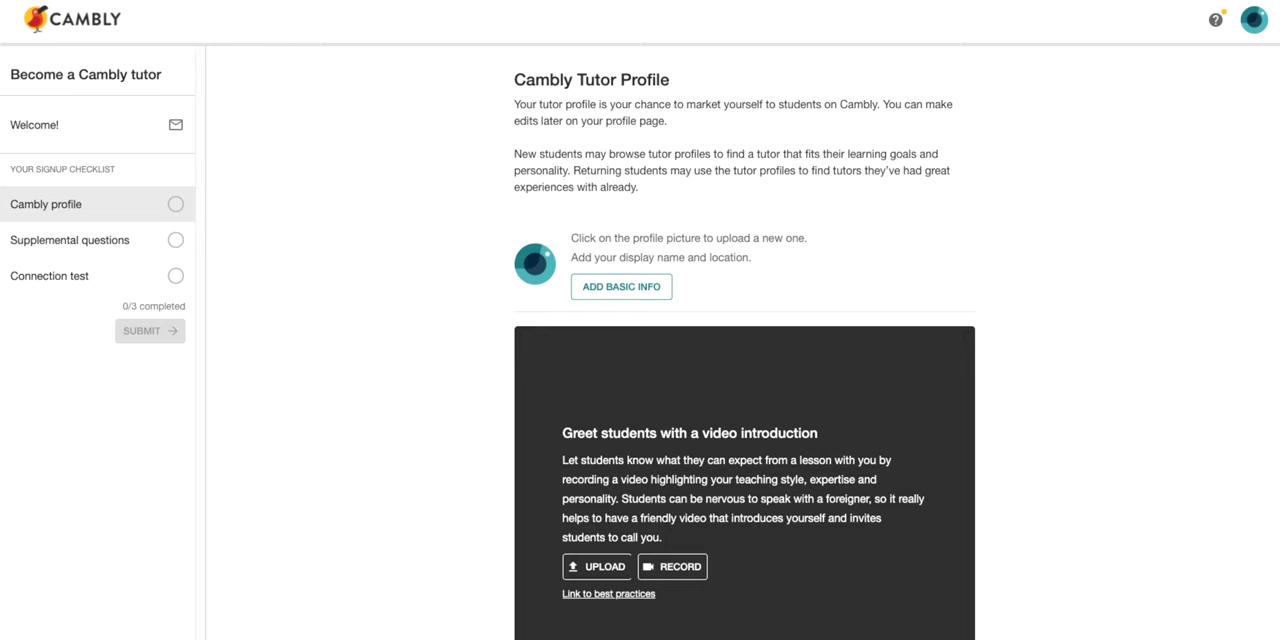 CAMBLY
?
Become a Cambly tutor
Welcome!
YOUR SIGNUP CHECKLIST
Cambly profile
Supplemental questions
Connection test
0/3 completed
SUBMIT
Cambly Tutor Profile
Your tutor profile is your chance to market yourself to students on Cambly. You can make
edits later on your profile page.
New students may browse tutor profiles to find a tutor that fits their learning goals and
personality. Returning students may use the tutor profiles to find tutors they've had great
experiences with already.
Click on the profile picture to upload a new one.
Add your display name and location.
ADD BASIC INFO
Greet students with a video introduction
Let students know what they can expect from a lesson with you by
recording a video highlighting your teaching style, expertise and
personality. Students can be nervous to speak with a foreigner, so it really
helps to have a friendly video that introduces yourself and invites
students to call you.
UPLOAD RECORD
Link to best practices